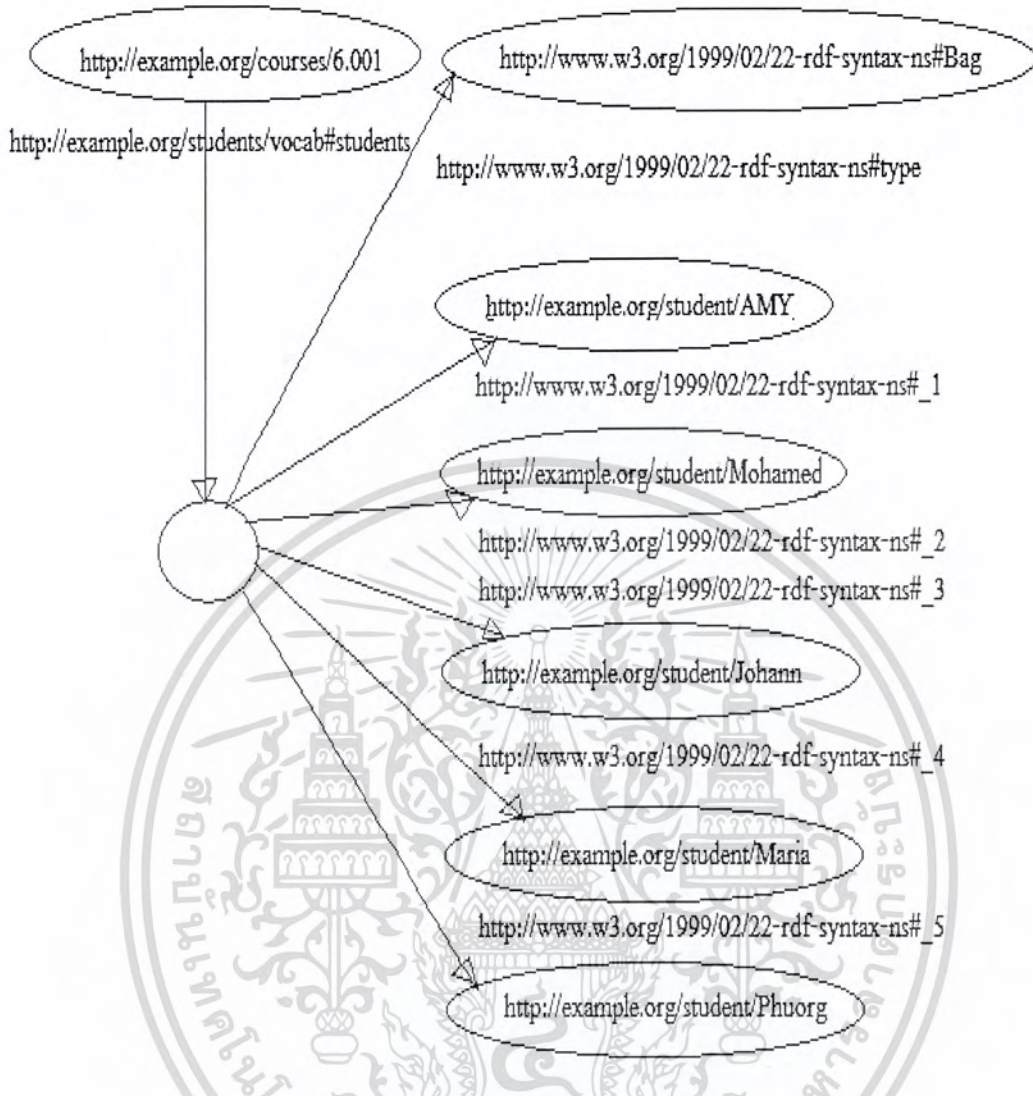 http://example.org/courses/6.001
http://www.w3.org/1999/02/22-rdf-syntax-ns#Bag
http://example.org/students/vocab#students
http://www.w3.org/1999/02/22-rdf-syntax-ns#type
http://example.org/student/AMY
http://www.w3.org/1999/02/22-rdf-syntax-ns#_1
http://example.org/student/Mohamed
http://www.w3.org/1999/02/22-rdf-syntax-ns#_2
http://www.w3.org/1999/02/22-rdf-syntax-ns#_3
http://example.org/student/Johann
http://www.w3.org/1999/02/22-rdf-syntax-ns#_4
http://example.org/student/Maria
http://www.w3.org/1999/02/22-rdf-syntax-ns#_5
http://example.org/student/Phuorg